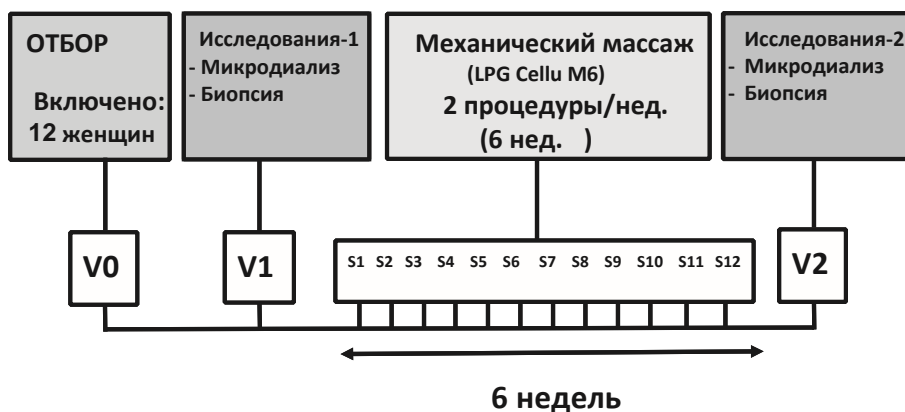 ОТБОР
Включено:
12 женщин
Исследования-1
- Микродиализ
- Биопсия
Механический массаж
(LPG Cellu M6)
2 процедуры/нед.
(6 нед. )
Исследования-2
- Микродиализ
- Биопсия
V0
V1
S1 S2 S3 S4 S5 S6 S7 S8 S9 S10 S11 S12
V2
6 недель